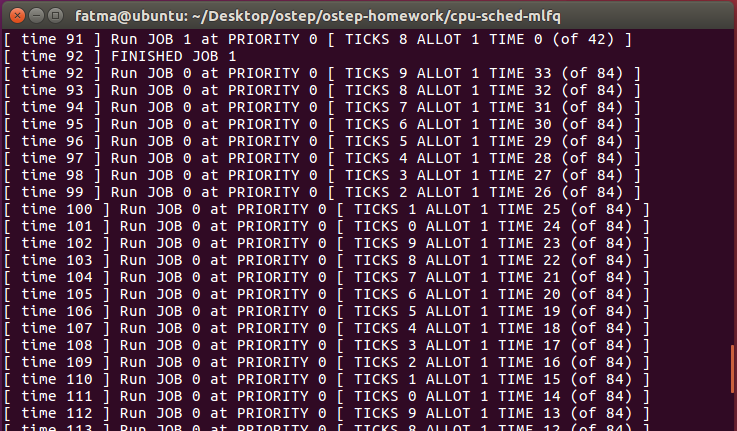 fatma@ubuntu: ~/Desktop/ostep/ostep-homework/cpu-sched-mlfq
[ time 91 ] Run JOB 1 at PRIORITY 0 [ TICKS 8 ALLOT 1 TIME 0 (of 42) ]
[ time 92 ] FINISHED JOB 1
[ time 92 ] Run JOB 0 at PRIORITY 0 [ TICKS 9 ALLOT 1 TIME 33 (of 84) ]
[ time 93 ] Run JOB 0 at PRIORITY 0 [ TICKS 8 ALLOT 1 TIME 32 (of 84) ]
[ time 94 ] Run JOB 0 at PRIORITY 0 [ TICKS 7 ALLOT 1 TIME 31 (of 84) ]
[ time 95 ] Run JOB 0 at PRIORITY 0 [ TICKS 6 ALLOT 1 TIME 30 (of 84) ]
[ time 96 ] Run JOB 0 at PRIORITY 0 [ TICKS 5 ALLOT 1 TIME 29 (of 84) ]
[ time 97 ] Run JOB 0 at PRIORITY 0 [ TICKS 4 ALLOT 1 TIME 28 (of 84) ]
[ time 98 ] Run JOB 0 at PRIORITY 0 [ TICKS 3 ALLOT 1 TIME 27 (of 84) ]
[ time 99 ] Run JOB 0 at PRIORITY 0 [ TICKS 2 ALLOT 1 TIME 26 (of 84) ]
[ time 100 ] Run JOB 0 at PRIORITY 0 [ TICKS 1 ALLOT 1 TIME 25 (of 84) ]
[ time 101 ] Run JOB 0 at PRIORITY 0 [ TICKS 0 ALLOT 1 TIME 24 (of 84) ]
[ time 102 ] Run JOB 0 at PRIORITY 0 [ TICKS 9 ALLOT 1 TIME 23 (of 84) ]
[ time 103 ] Run JOB 0 at PRIORITY 0 [ TICKS 8 ALLOT 1 TIME 22 (of 84) ]
[ time 104 ] Run JOB 0 at PRIORITY 0 [ TICKS 7 ALLOT 1 TIME 21 (of 84) ]
[ time 105 ] Run JOB 0 at PRIORITY 0 [ TICKS 6 ALLOT 1 TIME 20 (of 84) ]
[ time 106 ] Run JOB 0 at PRIORITY 0 [ TICKS 5 ALLOT 1 TIME 19 (of 84) ]
[ time 107 ] Run JOB 0 at PRIORITY 0 [ TICKS 4 ALLOT 1 TIME 18 (of 84) ]
[ time 108 ] Run JOB 0 at PRIORITY 0 [ TICKS 3 ALLOT 1 TIME 17 (of 84) ]
[ time 109 ] Run JOB 0 at PRIORITY 0 [ TICKS 2 ALLOT 1 TIME 16 (of 84) ]
[ time 110 ] Run JOB 0 at PRIORITY 0 [ TICKS 1 ALLOT 1 TIME 15 (of 84) ]
[ time 111 ] Run JOB 0 at PRIORITY 0 [ TICKS 0 ALLOT 1 TIME 14 (of 84) ]
[ time 112 ] Run JOB 0 at PRIORITY 0 [ TICKS 9 ALLOT 1 TIME 13 (of 84) ]
[ time 113 ] Run JOB 0 at PRIORITY 0 [ TICKS 8 ALLOT 1 TIME 12 (of 84) ]